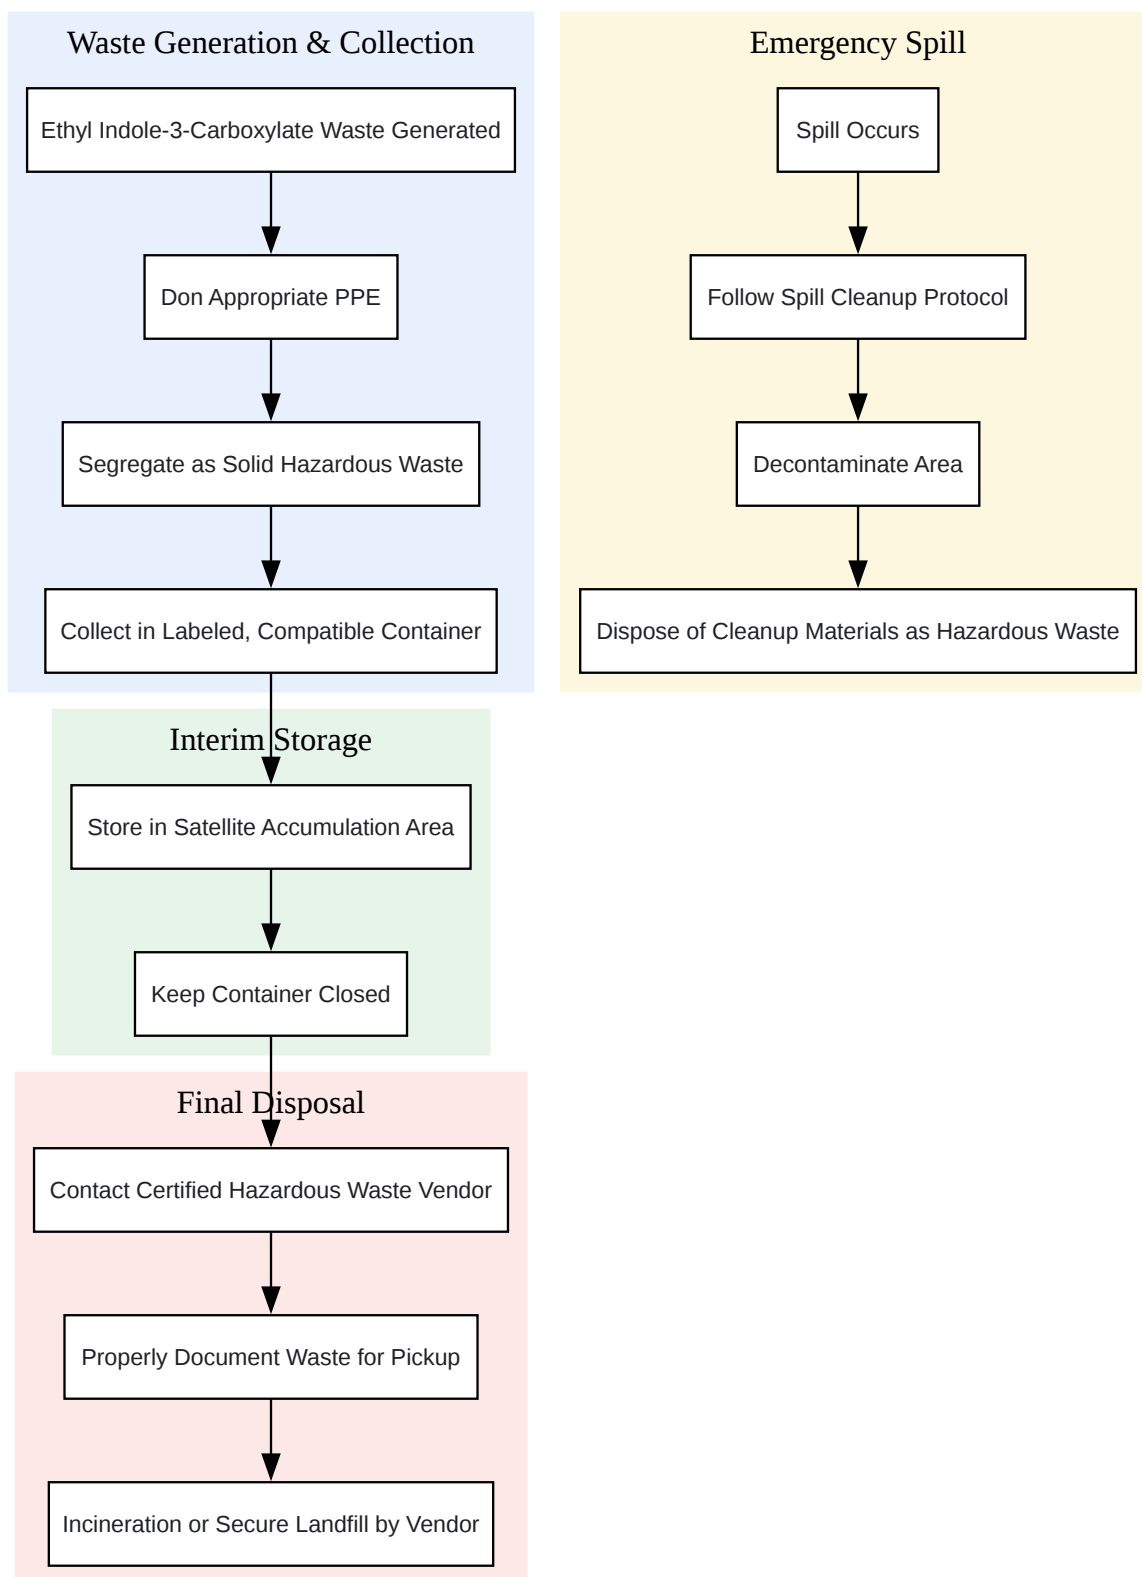 Waste Generation & Collection
Ethyl Indole-3-Carboxylate Waste Generated
Don Appropriate PPE
Segregate as Solid Hazardous Waste
Collect in Labeled, Compatible Container
Interim Storage
Store in Satellite Accumulation Area
Keep Container Closed
Final Disposal
Contact Certified Hazardous Waste Vendor
Properly Document Waste for Pickup
Incineration or Secure Landfill by Vendor
Emergency Spill
Spill Occurs
Follow Spill Cleanup Protocol
Decontaminate Area
Dispose of Cleanup Materials as Hazardous Waste